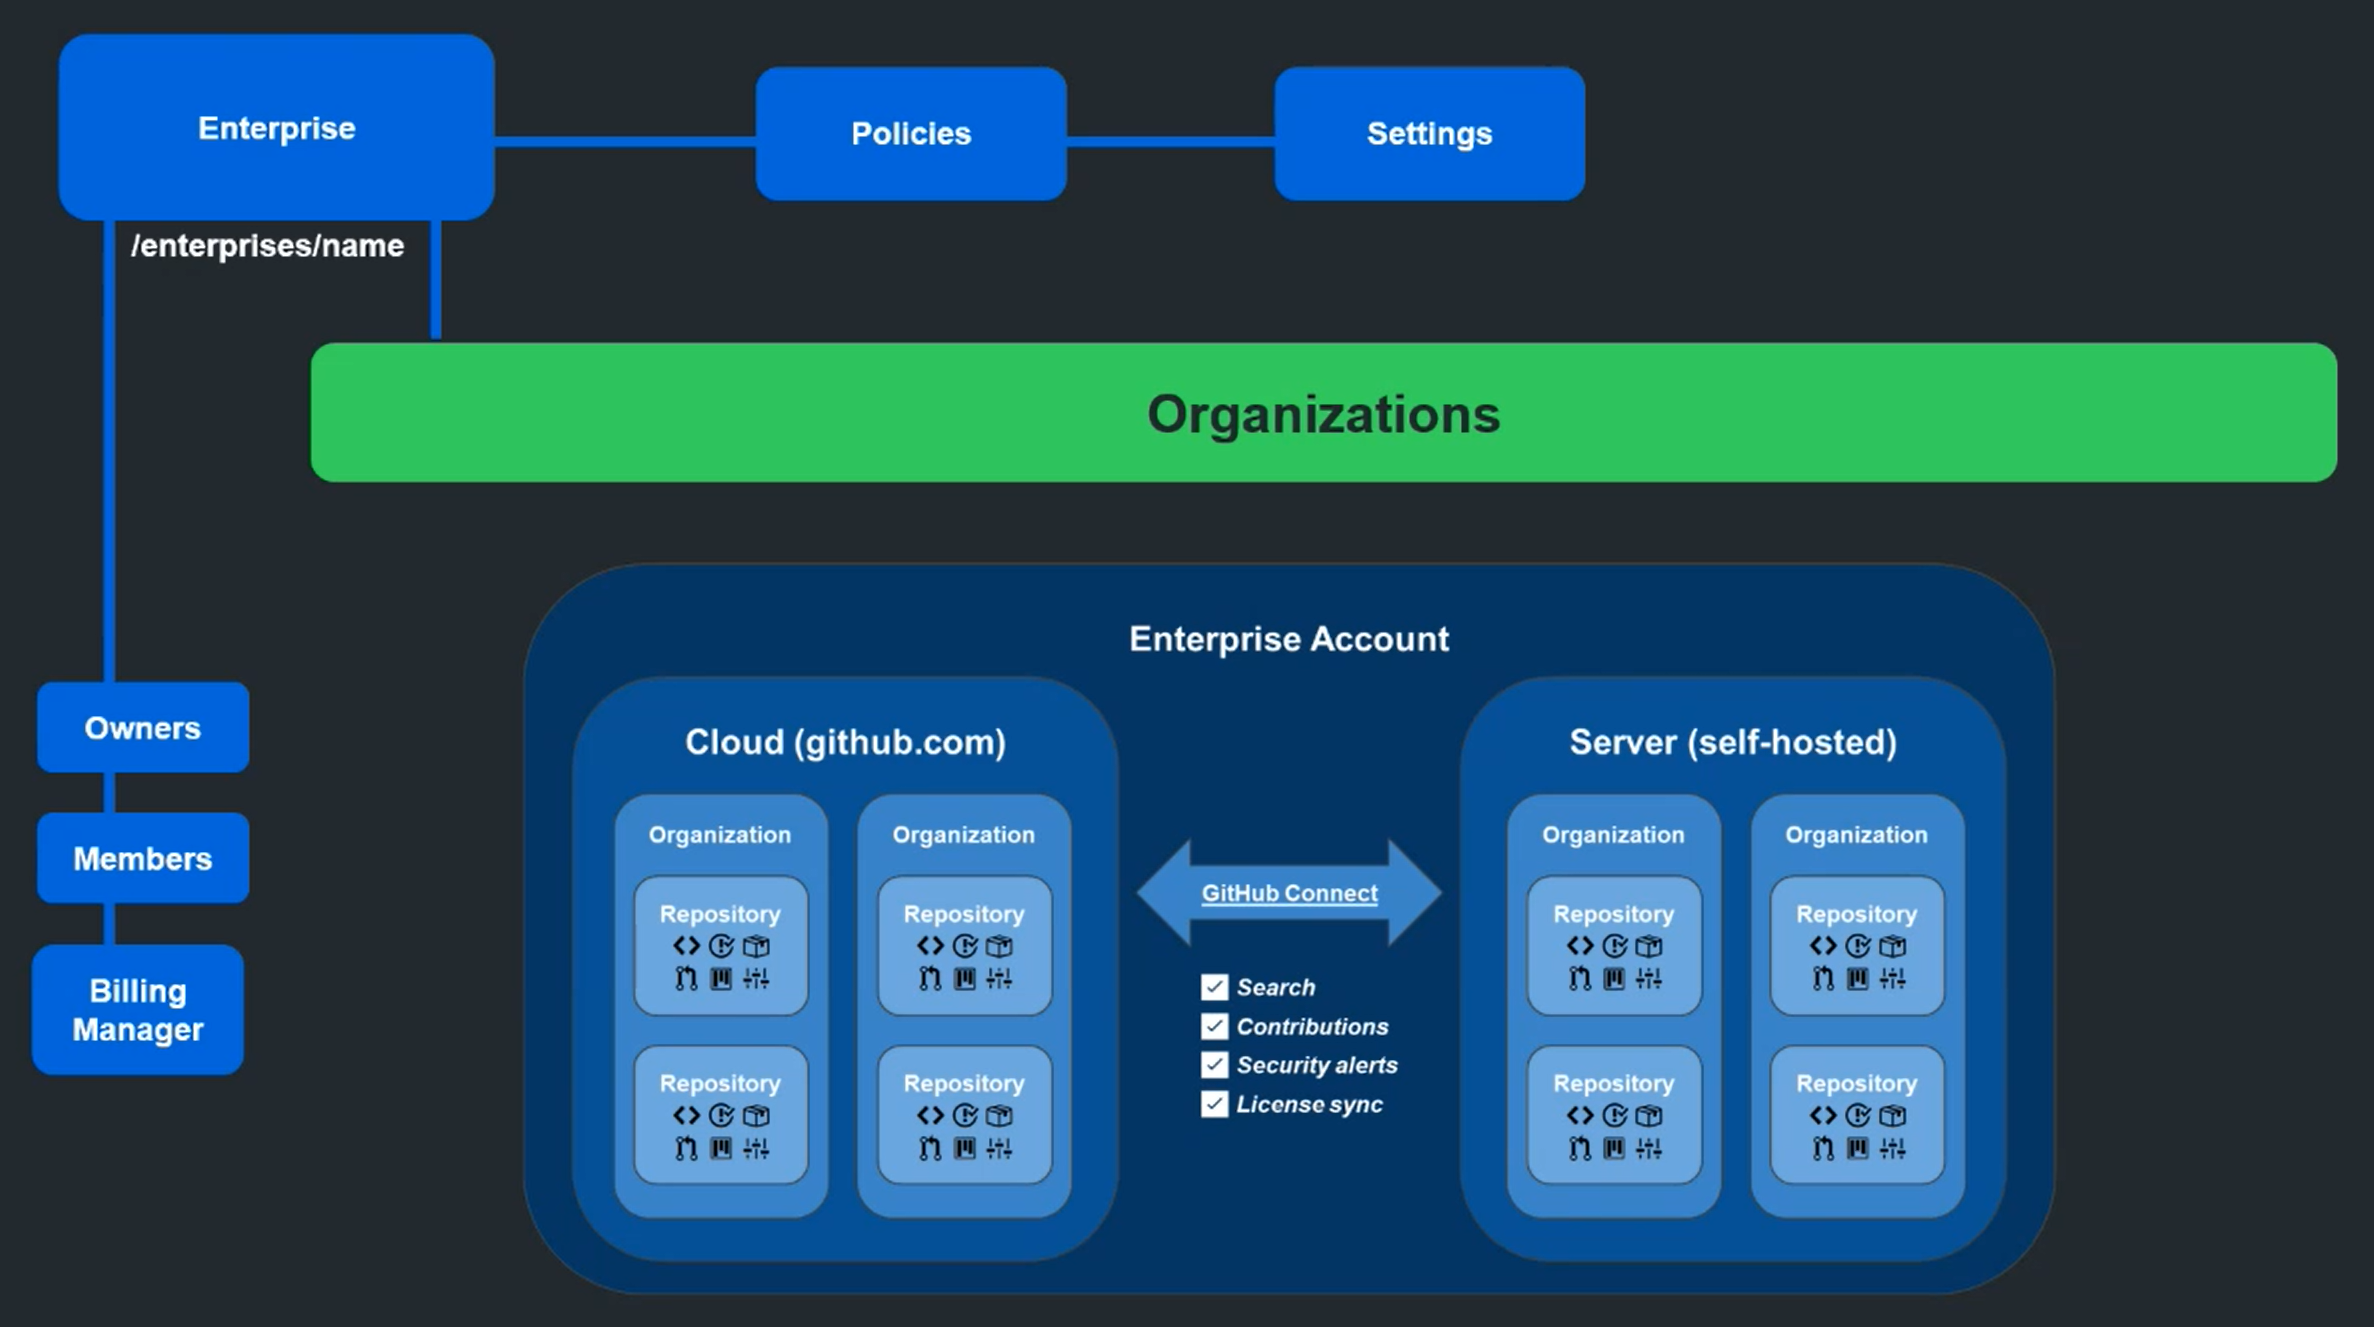 Enterprise
Policies
Settings
/enterprises/name
Organizations
Owners
Members
Billing
Manager
Enterprise Account
Cloud (github.com)
Organization
Repository
Repository
Organization
Repository
Repository
GitHub Connect
Search
Contributions
Security alerts
License sync
Server (self-hosted)
Organization
Repository
Repository
Organization
Repository
Repository